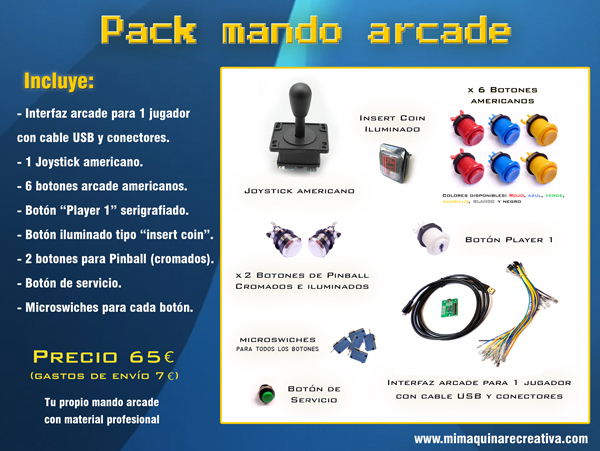 Pack mando arcade
Incluye:
- Interfaz arcade para 1 jugador
con cable USB y conectores.
- 1 Joystick americano.
- 6 botones arcade americanos.
- Botón “Player 1” serigrafiado.
- Botón iluminado tipo “insert coin”.
- 2 botones para Pinball (cromados).
- Botón de servicio.
- Microswiches para cada botón.
Precio 65€
(gastos de envío 7 €)
Tu propio mando arcade
con material profesional
Joystick americano
Insert Coin
Iluminado
x 6 Botones
americanos
Colores disponibles: Rojo, azul, verde,
amarillo, blanco y negro
x 2 Botones de Pinball
Cromados e iluminados
Botón Player 1
microswiches
para todos los botones
Botón de
Servicio
Interfaz arcade para 1 jugador
con cable USB y conectores
www.mimaquinarecreativa.com